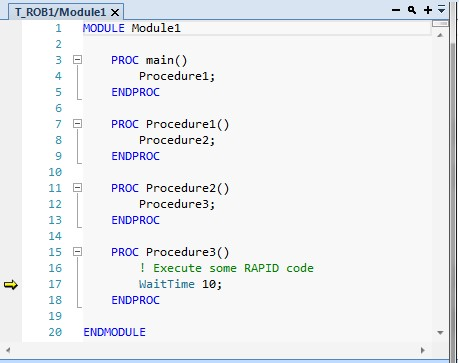 T_ROB1/Module1
1 MODULE Module1
2
3 PROC main()
4 Procedure1;
5 ENDPROC
6
7 PROC Procedure1()
8 Procedure2;
9 ENDPROC
10
11 PROC Procedure2()
12 Procedure3;
13 ENDPROC
14
15 PROC Procedure3()
16 ! Execute some RAPID code
17 WaitTime 10;
18 ENDPROC
19
20 ENDMODULE